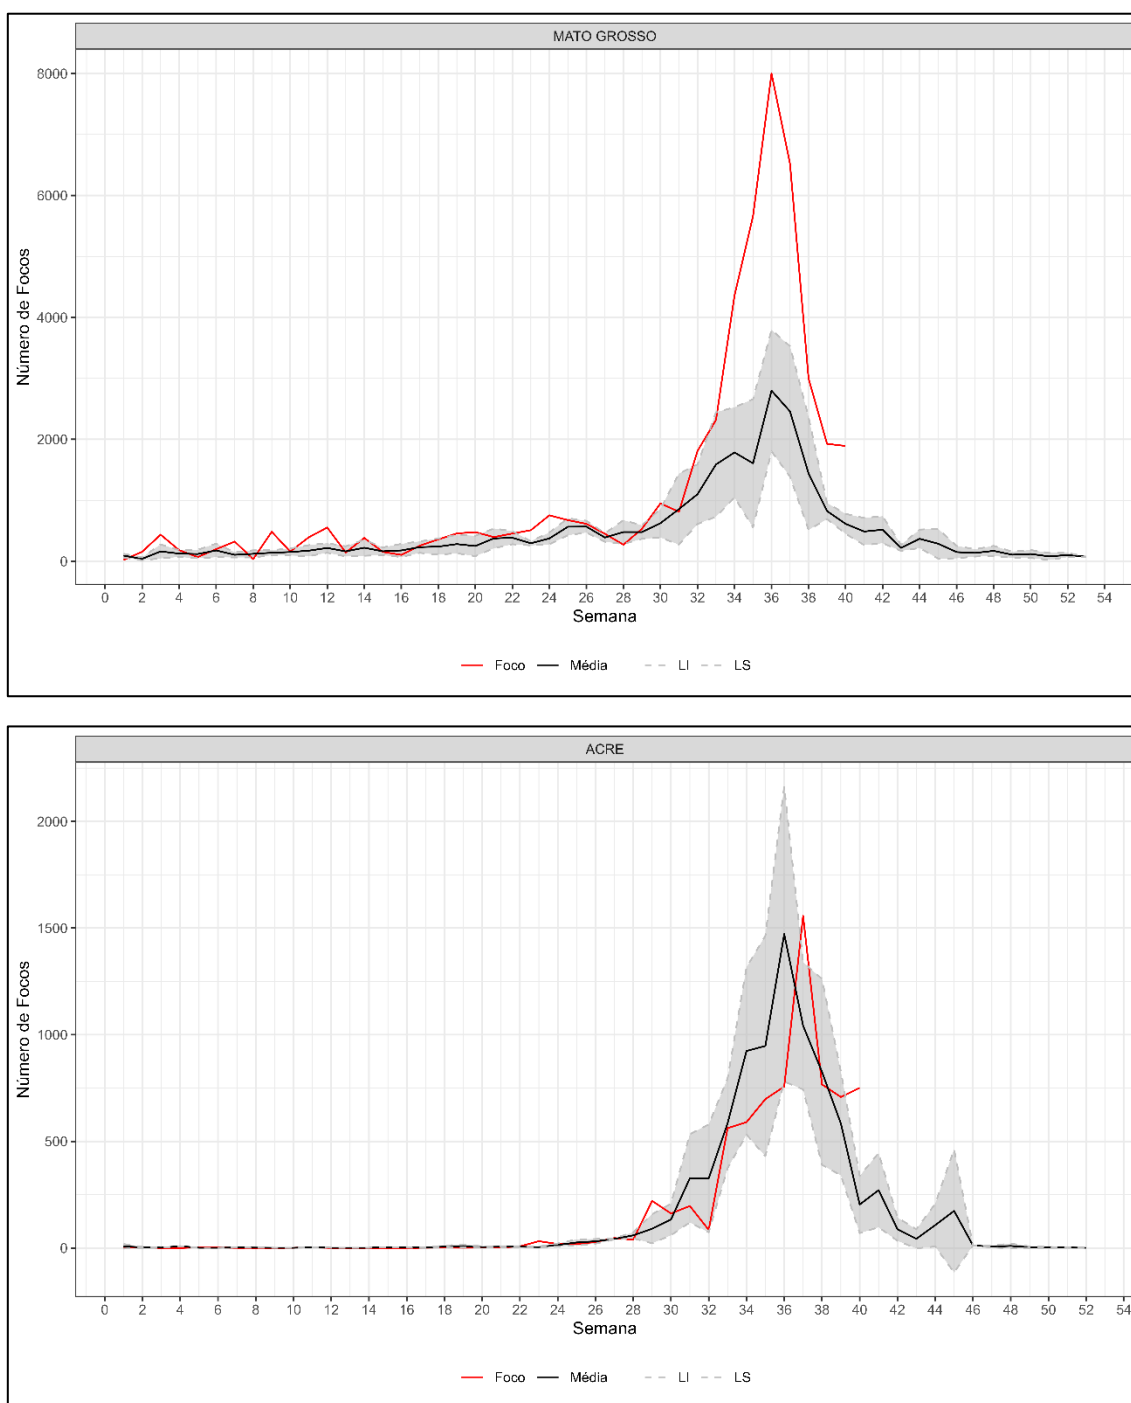 MATO GROSSO
8000
6000
4000
2000
0
Número de Focos
0 2 4 6 8 10 12 14 16 18 20 22 24 26 28 30 32 34 36 38 40 42 44 46 48 50 52 54
Semana
Foco Média LI LS
ACRE
2000
1500
1000
500
0
Número de Focos
0 2 4 6 8 10 12 14 16 18 20 22 24 26 28 30 32 34 36 38 40 42 44 46 48 50 52 54
Semana
Foco Média LI LS